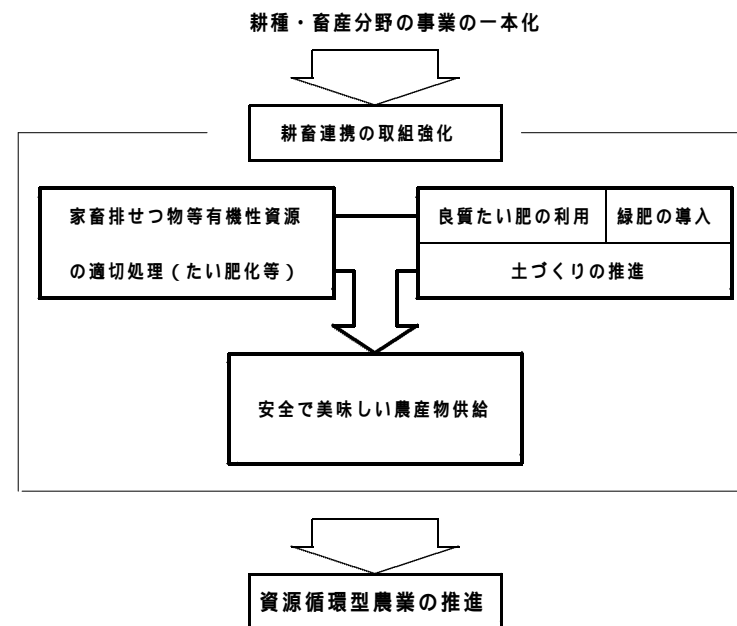 耕種・畜産分野の事業の一本化
耕畜連携の取組強化
家畜排せつ物等有機性資源
の適切処理（たい肥化等）
良質たい肥の利用
緑肥の導入
土づくりの推進
安全で美味しい農産物供給
資源循環型農業の推進